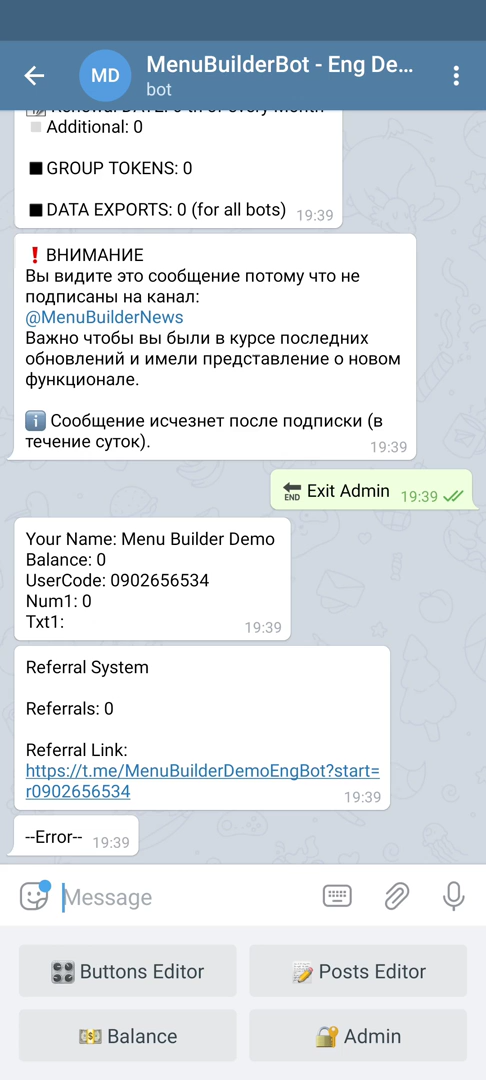 MD
MenuBuilderBot - Eng De...
bot
Additional: 0
GROUP TOKENS: 0
DATA EXPORTS: 0 (for all bots) 19:39
❗ ВНИМАНИЕ
Вы видите это сообщение потому что не
подписаны на канал:
@MenuBuilderNews
Важно чтобы вы были в курсе последних
обновлений и имели представление о новом
функционале.
ℹ️ Сообщение исчезнет после подписки (в
течение суток). 19:39
END Exit Admin 19:39
Your Name: Menu Builder Demo
Balance: 0
UserCode: 0902656534
Num1: 0
Txt1: 19:39
Referral System
Referrals: 0
Referral Link:
https://t.me/MenuBuilderDemoEngBot?start=
r0902656534 19:39
--Error-- 19:39
Message
Buttons Editor
Posts Editor
Balance
Admin